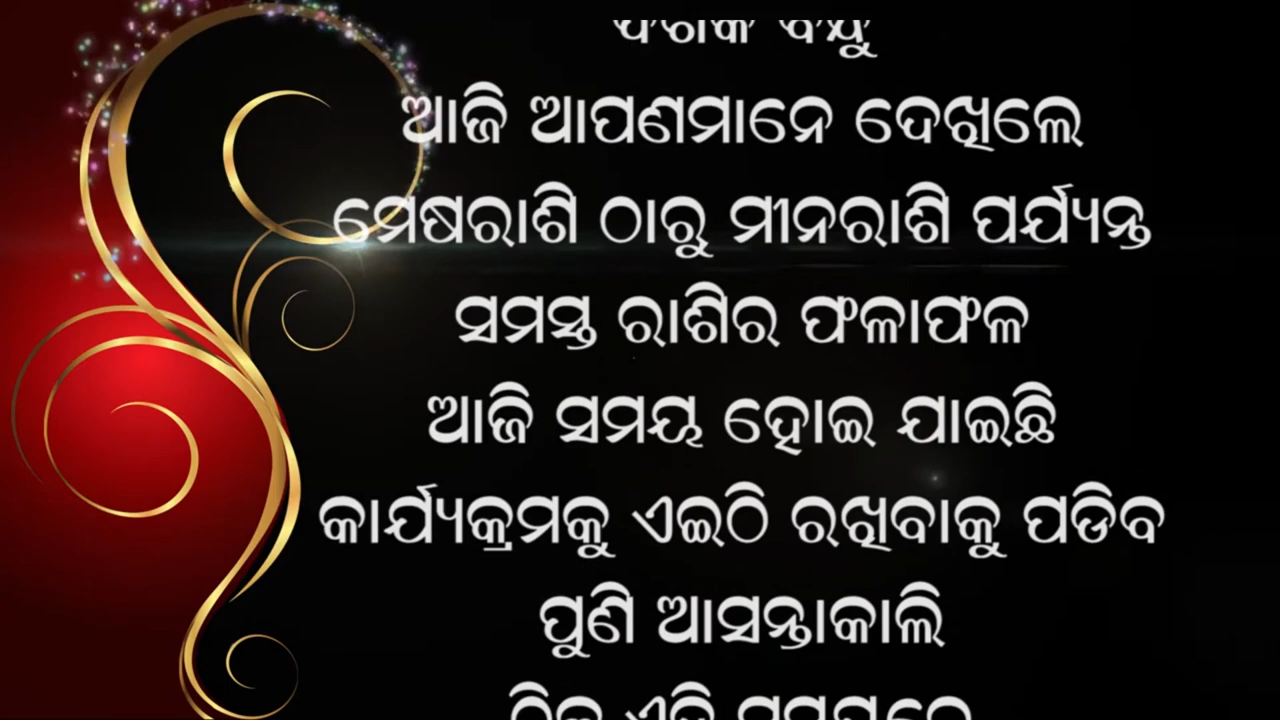 ଆଜି ଆପଣମାନେ ଦେଖିଲେ
ମେଷରାଶି ଠାରୁ ମୀନରାଶି ପର୍ଯ୍ୟନ୍ତ
ସମସ୍ତ ରାଶିର ଫଳାଫଳ
ଆଜି ସମୟ ହୋଇ ଯାଇଛି
କାର୍ଯ୍ୟକ୍ରମକୁ ଏଇଠି ରଖିବାକୁ ପଡିବ
ପୁଣି ଆସନ୍ତାକାଲି